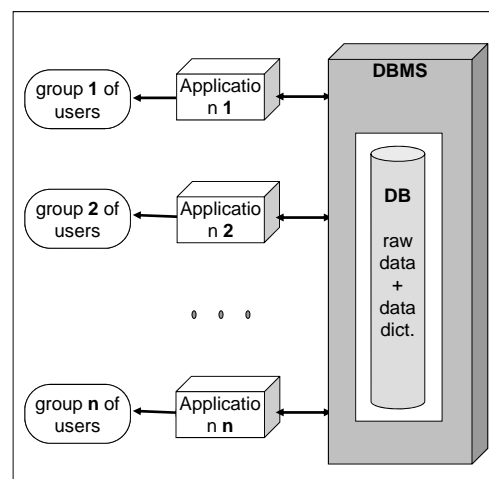 DBMS
group 1 of
users
Applicatio
n 1
group 2 of
users
Applicatio
n 2
DB
raw
data
+
data
dict.
group n of
users
Applicatio
n n